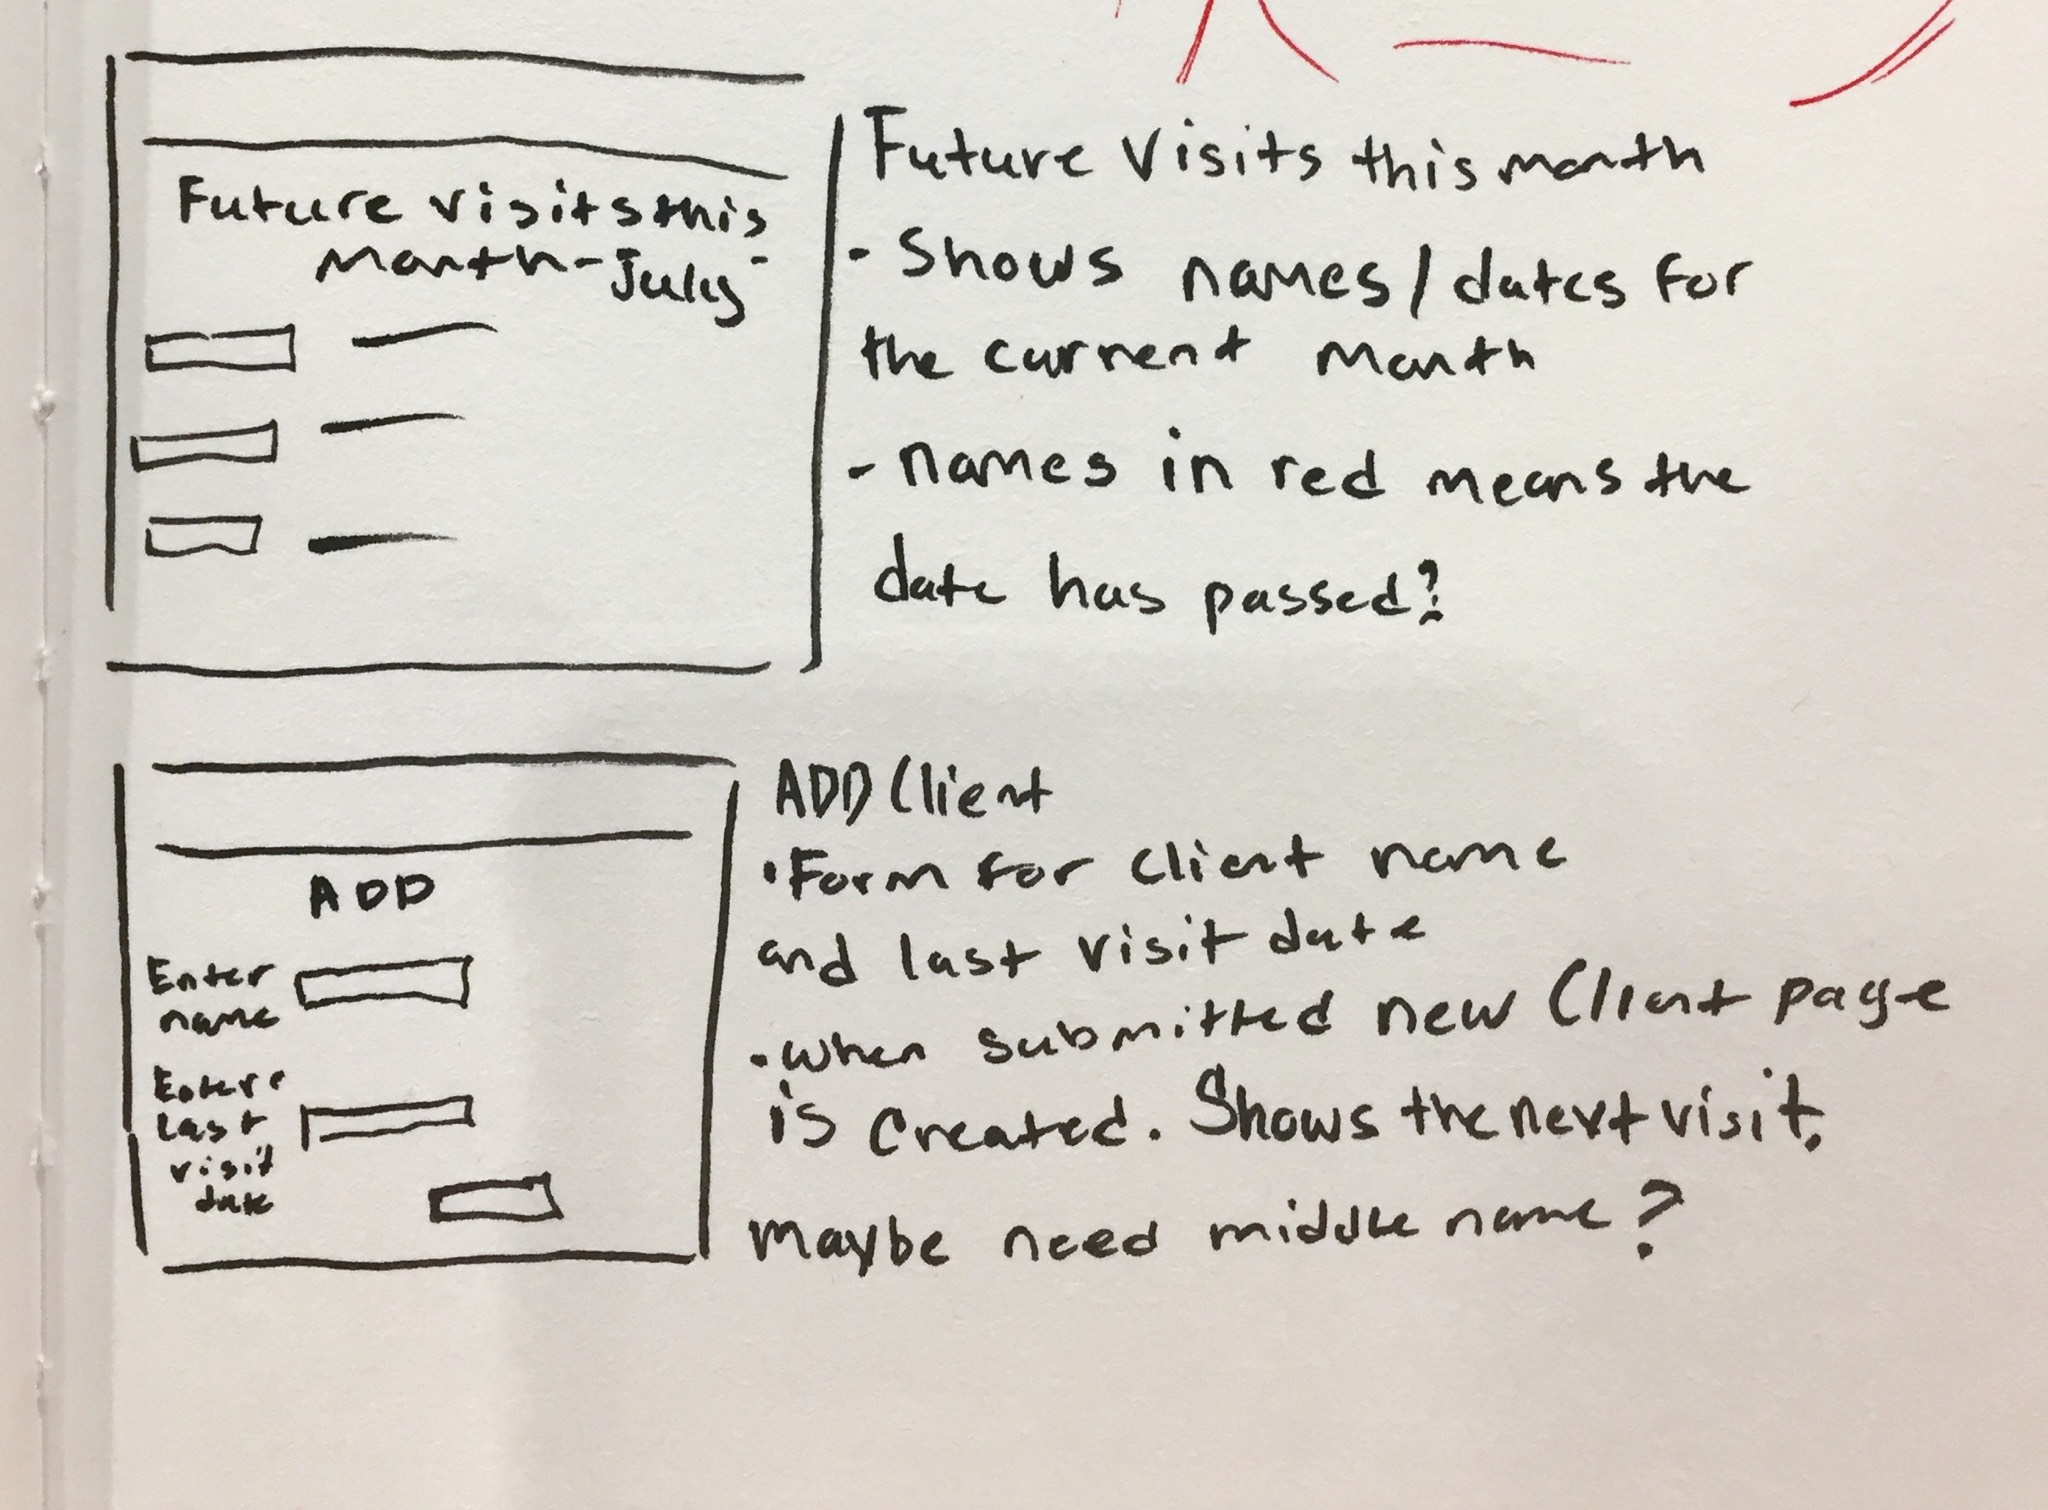 Future visits this
Month - July -
Future Visits this month
- Shows names/dates for
the current month
- names in red means the
date has passed?
ADD
Enter
name
Enter
last
visit
date
ADD Client
• Form for client name
and last visit date
• when submitted new Client page
is created. Shows the next visit.
maybe need middle name?